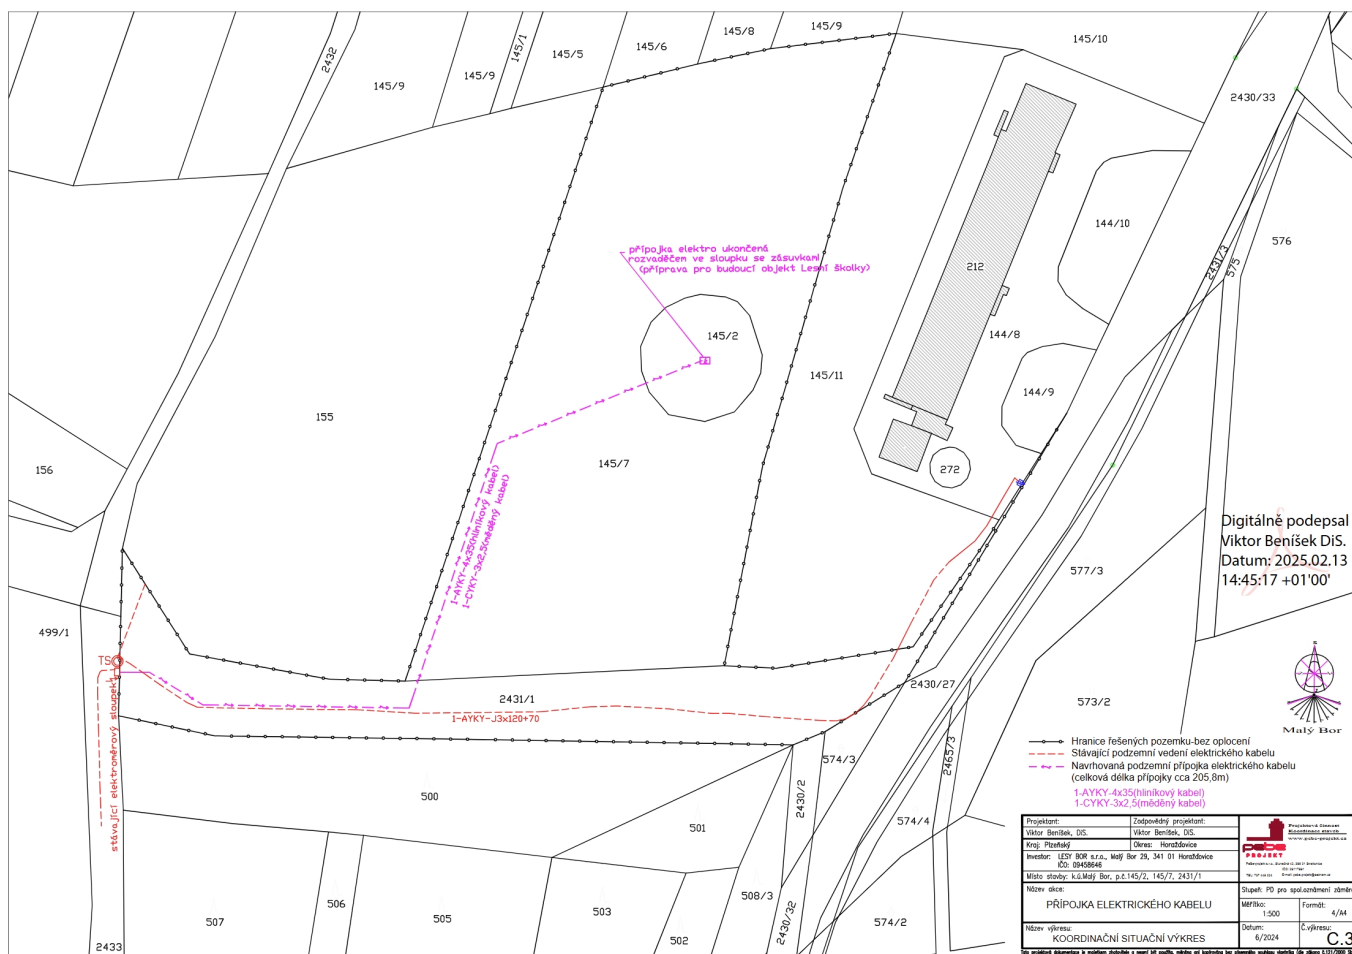 145/8
145/9
145/6
145/10
145/1
145/5
2432
145/9
145/9
2430/33
144/10
576
přípojka elektro ukončená
rozvaděčem ve sloupku se zásuvkami
(příprava pro budoucí objekt Lesní školky)
212
2431/3
575
145/2
144/8
145/11
144/9
155
156
145/7
272
1-AYKY-4x35(hliníkový kabel)
1-CYKY-3x2,5(měděný kabel)
Digitálně podepsal
Viktor Beníšek DiS.
Datum: 2025.02.13
14:45:17 +01'00'
577/3
499/1
TS
2431/1
2430/27
573/2
1-AYKY-J3x120+70
stávající elektroměrový sloupek
Malý Bor
Hranice řešených pozemku-bez oplocení
Stávající podzemní vedení elektrického kabelu
Navrhovaná podzemní přípojka elektrického kabelu
(celková délka přípojky cca 205,8m)
1-AYKY-4x35(hliníkový kabel)
1-CYKY-3x2,5(měděný kabel)
574/3
2465/3
500
2430/2
501
574/4
506
507
505
503
508/3
502
2430/32
574/2
2433
Projektant:
Zodpovědný projektant:
Viktor Beníšek, DiS.
Viktor Beníšek, DiS.
Kraj: Plzeňský
Okres: Horažďovice
Investor: LESY BOR s.r.o., Malý Bor 29, 341 01 Horažďovice
IČO: 09458646
Místo stavby: k.ú.Malý Bor, p.č.145/2, 145/7, 2431/1
Projektová činnost
Koordinace staveb
www.pebe-projekt.cz
PEBE
PROJEKT
Název akce:
PŘÍPOJKA ELEKTRICKÉHO KABELU
Stupeň: PD pro spol.oznámení záměr
Měřítko:
1:500
Formát:
4/A4
Název výkresu:
KOORDINAČNÍ SITUAČNÍ VÝKRES
Datum:
6/2024
Č.výkresu:
C.3